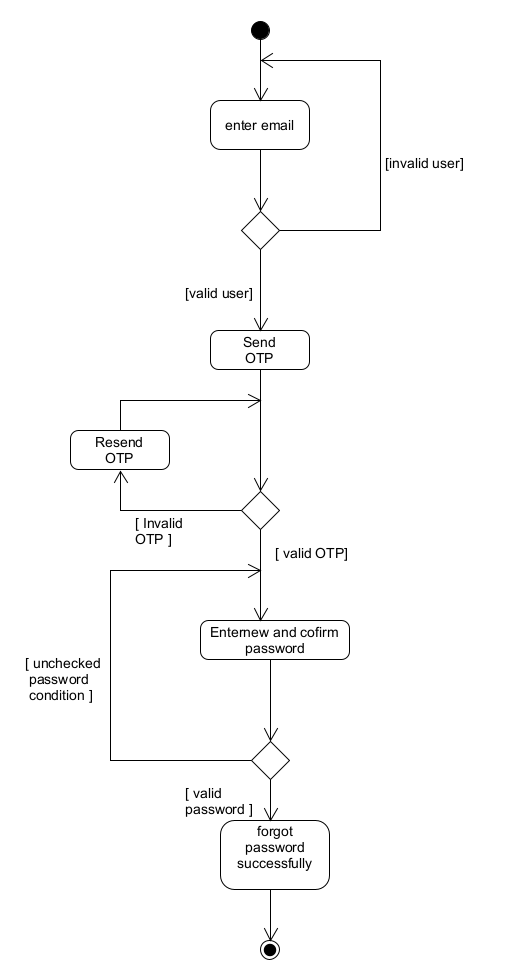 enter email
[invalid user]
[valid user]
Send
OTP
Resend
OTP
[ Invalid
OTP ]
[ valid OTP]
Enternew and cofirm
password
[ unchecked
password
condition ]
[ valid
password ]
forgot
password
successfully